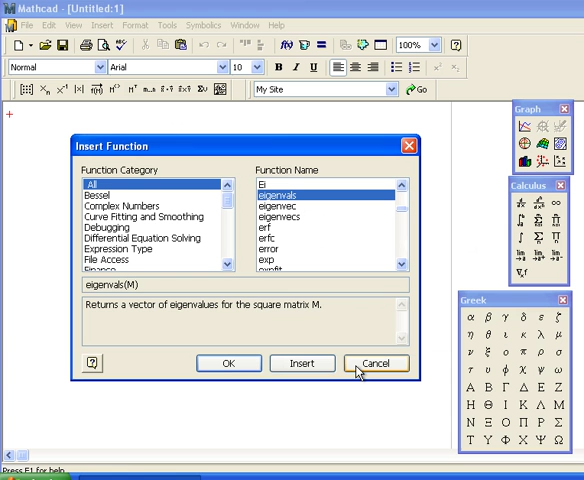 Mathcad - [Untitled:1]
File Edit View Insert Format Tools Symbolics Window Help
100%
Normal Arial 10 B I U
My Site Go
Graph
Insert Function
Function Category
Function Name
All
Bessel
Complex Numbers
Curve Fitting and Smoothing
Debugging
Differential Equation Solving
Expression Type
File Access
Finance
Ei
eigenvals
eigenvec
eigenvecs
erf
erfc
error
exp
expfit
eigenvals(M)
Returns a vector of eigenvalues for the square matrix M.
OK Insert Cancel
Calculus
Greek
α β γ δ ε ζ
η θ ι κ λ μ
ν ξ ο π ρ σ
τ υ φ χ ψ ω
Α Β Γ Δ Ε Ζ
Η Θ Ι Κ Λ Μ
Ν Ξ Ο Π Ρ Σ
Τ Υ Φ Χ Ψ Ω
Press F1 for help.